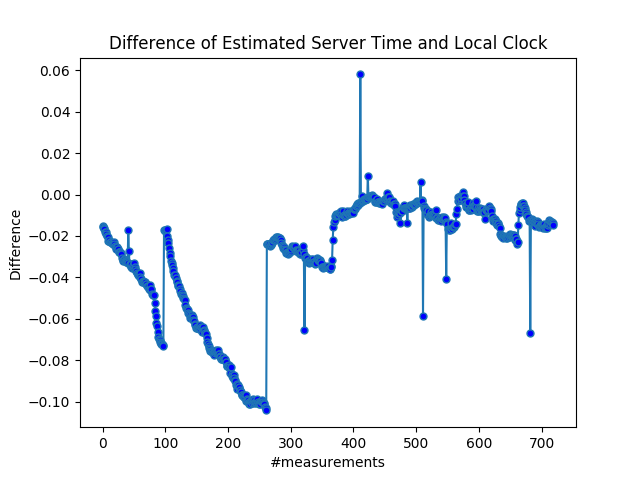 Difference of Estimated Server Time and Local Clock
0.06
0.04
0.02
0.00
−0.02
−0.04
−0.06
−0.08
−0.10
Difference
0 100 200 300 400 500 600 700
#measurements